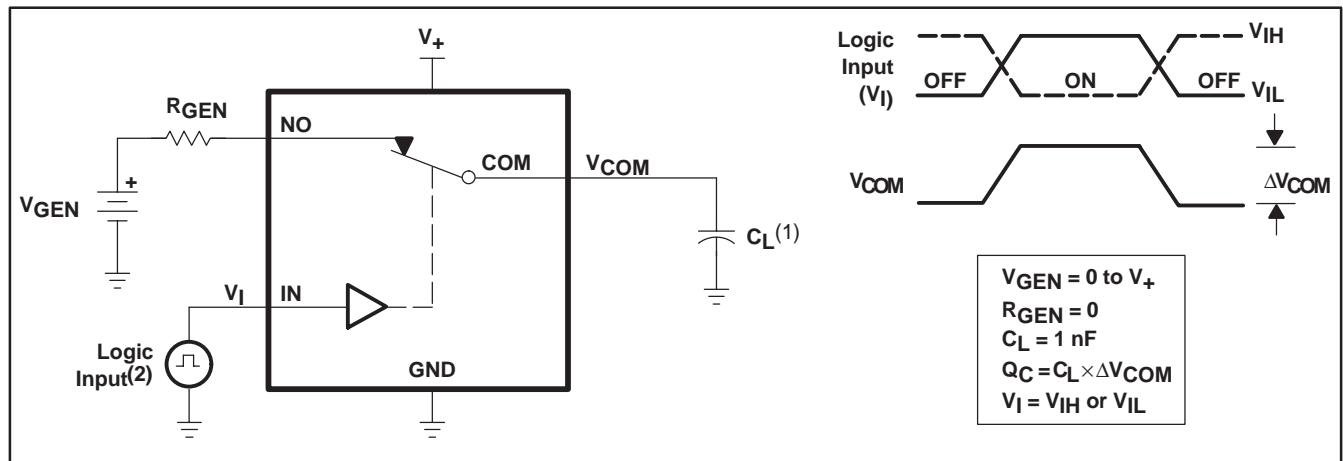 V+
RGEN
NO
COM
VCOM
VGEN
+
CL(1)
VI
IN
Logic
Input(2)
GND
Logic
Input
(VI)
VIH
OFF
ON
OFF
VIL
VCOM
ΔVCOM
VGEN = 0 to V+
RGEN = 0
CL = 1 nF
QC = CL × ΔVCOM
VI = VIH or VIL